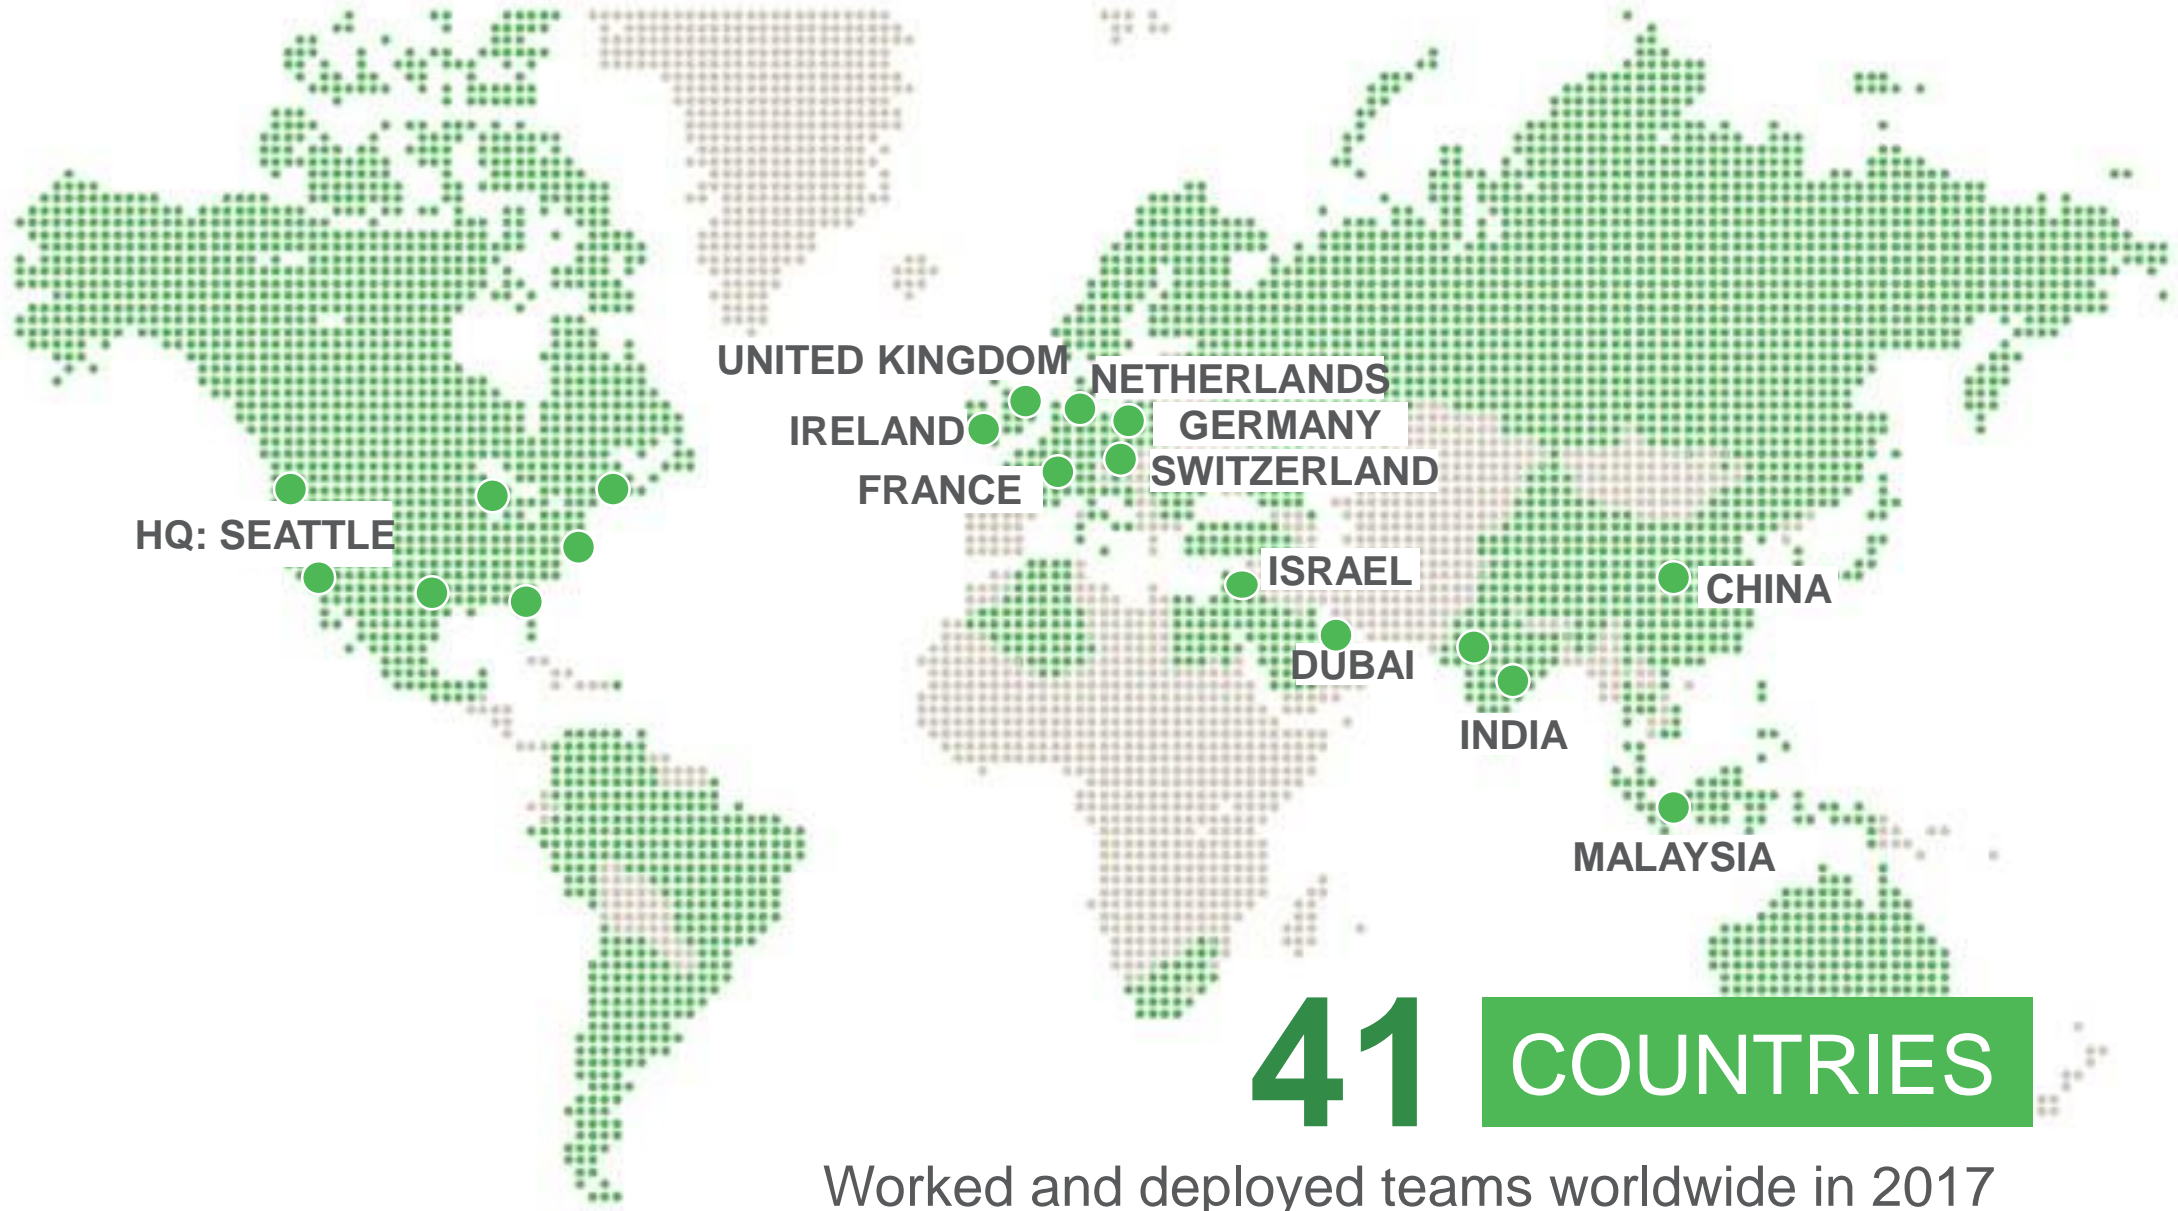 UNITED KINGDOM
NETHERLANDS
IRELAND
GERMANY
SWITZERLAND
FRANCE
HQ: SEATTLE
ISRAEL
CHINA
DUBAI
INDIA
MALAYSIA
41 COUNTRIES
Worked and deployed teams worldwide in 2017